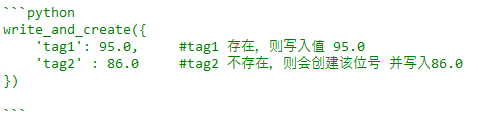 ```python
write_and_create({
    'tag1': 95.0,      #tag1 存在，则写入值 95.0
    'tag2' : 86.0      #tag2 不存在，则会创建该位号 并写入86.0
})
```